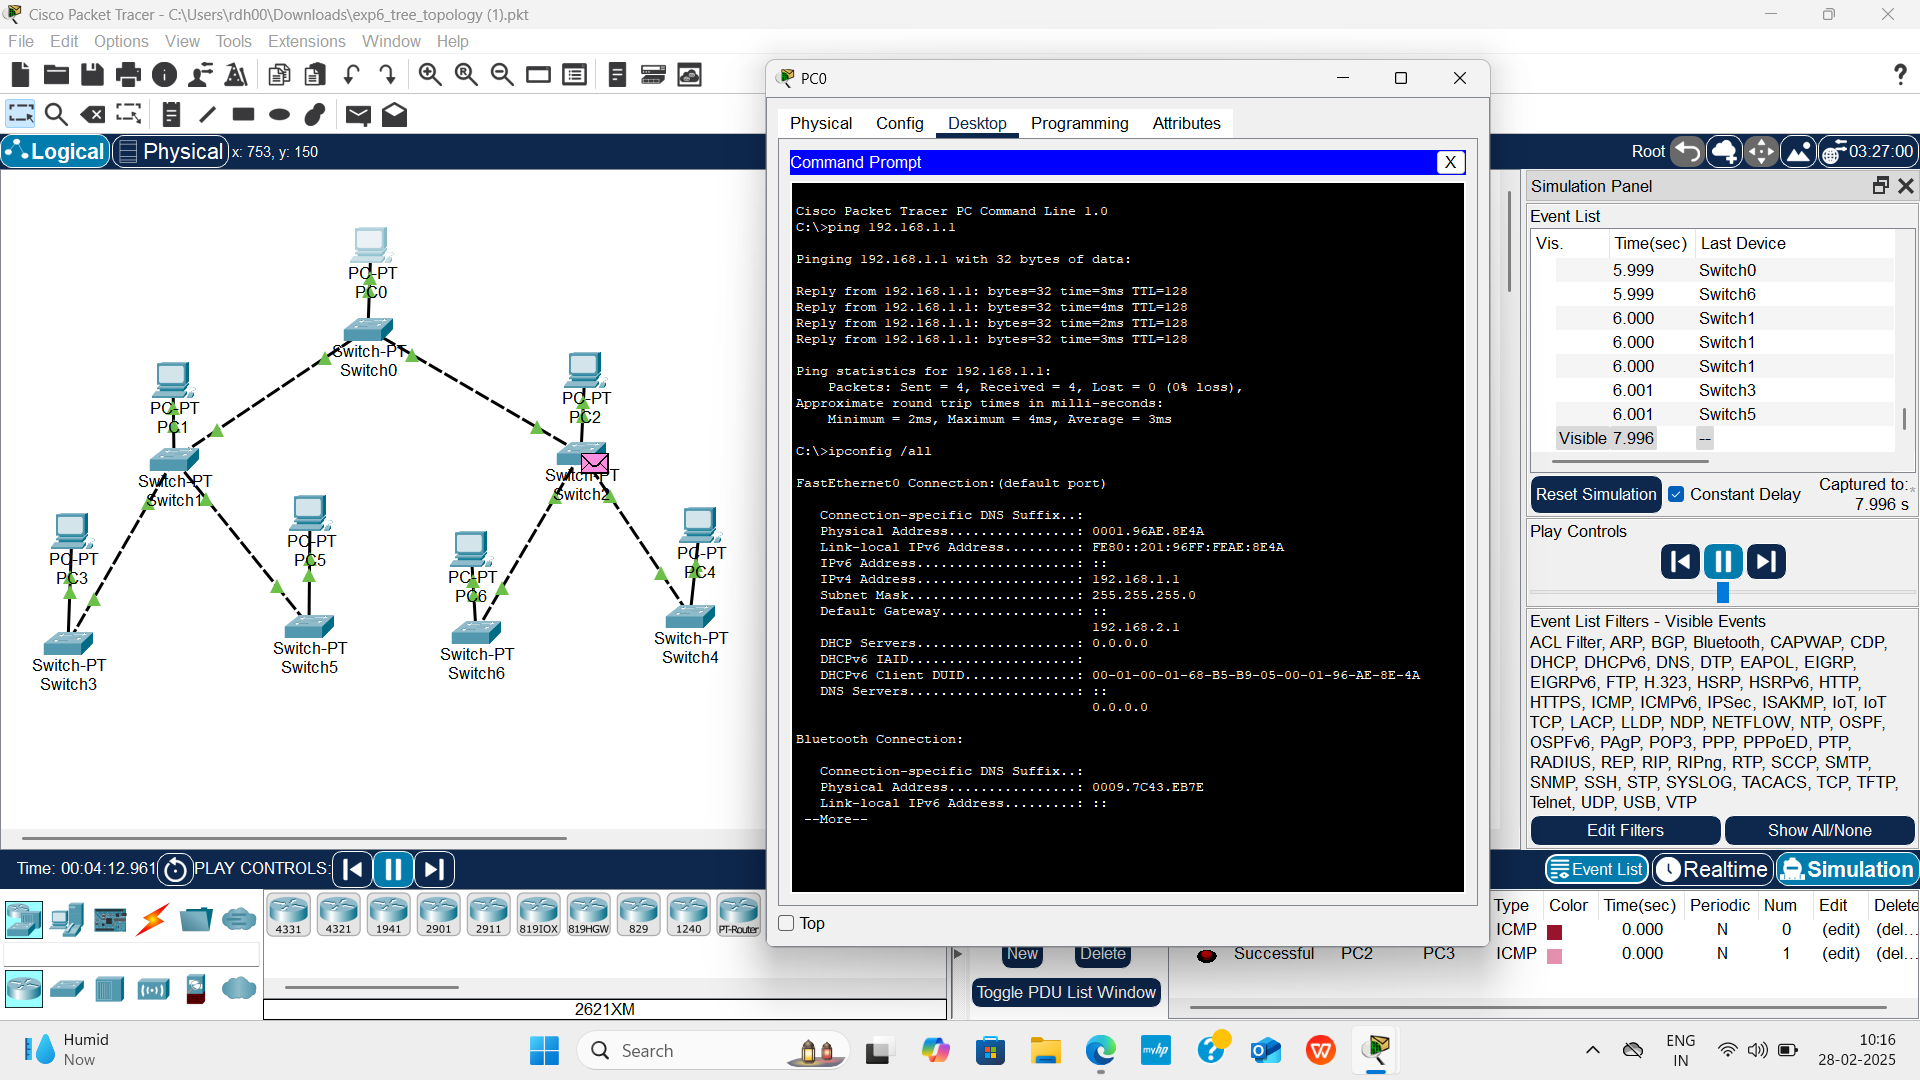 Cisco Packet Tracer - C:\Users\rdh00\Downloads\exp6_tree_topology (1).pkt
File Edit Options View Tools Extensions Window Help
Logical Physical x: 753, y: 150
Root 03:27:00
PC-PT
PC0
Switch-PT
Switch0
PC-PT
PC1
PC-PT
PC2
Switch-PT
Switch1
Switch-PT
Switch2
PC-PT
PC3
PC-PT
PC5
PC-PT
PC6
PC-PT
PC4
Switch-PT
Switch3
Switch-PT
Switch5
Switch-PT
Switch6
Switch-PT
Switch4
PC0
Physical Config Desktop Programming Attributes
Command Prompt X
Cisco Packet Tracer PC Command Line 1.0
C:\>ping 192.168.1.1
Pinging 192.168.1.1 with 32 bytes of data:
Reply from 192.168.1.1: bytes=32 time=3ms TTL=128
Reply from 192.168.1.1: bytes=32 time=4ms TTL=128
Reply from 192.168.1.1: bytes=32 time=2ms TTL=128
Reply from 192.168.1.1: bytes=32 time=3ms TTL=128
Ping statistics for 192.168.1.1:
Packets: Sent = 4, Received = 4, Lost = 0 (0% loss),
Approximate round trip times in milli-seconds:
Minimum = 2ms, Maximum = 4ms, Average = 3ms
C:\>ipconfig /all
FastEthernet0 Connection:(default port)
Connection-specific DNS Suffix..:
Physical Address................: 0001.96AE.8E4A
Link-local IPv6 Address.........: FE80::201:96FF:FEAE:8E4A
IPv6 Address....................: ::
IPv4 Address....................: 192.168.1.1
Subnet Mask.....................: 255.255.255.0
Default Gateway.................: ::
192.168.2.1
DHCP Servers....................: 0.0.0.0
DHCPv6 IAID.....................:
DHCPv6 Client DUID..............: 00-01-00-01-68-B5-B9-05-00-01-96-AE-8E-4A
DNS Servers.....................: ::
0.0.0.0
Bluetooth Connection:
Connection-specific DNS Suffix..:
Physical Address................: 0009.7C43.EB7E
Link-local IPv6 Address.........: ::
--More--
Top
Simulation Panel
Event List
Vis. Time(sec) Last Device
5.999 Switch0
5.999 Switch6
6.000 Switch1
6.000 Switch1
6.000 Switch1
6.001 Switch3
6.001 Switch5
Visible 7.996 --
Reset Simulation Constant Delay Captured to:
7.996 s
Play Controls
Event List Filters - Visible Events
ACL Filter, ARP, BGP, Bluetooth, CAPWAP, CDP,
DHCP, DHCPv6, DNS, DTP, EAPOL, EIGRP,
EIGRPv6, FTP, H.323, HSRP, HSRPv6, HTTP,
HTTPS, ICMP, ICMPv6, IPSec, ISAKMP, IoT, IoT
TCP, LACP, LLDP, NDP, NETFLOW, NTP, OSPF,
OSPFv6, PAgP, POP3, PPP, PPPoED, PTP,
RADIUS, REP, RIP, RIPng, RTP, SCCP, SMTP,
SNMP, SSH, STP, SYSLOG, TACACS, TCP, TFTP,
Telnet, UDP, USB, VTP
Edit Filters Show All/None
Time: 00:04:12.961 PLAY CONTROLS:
Event List Realtime Simulation
4331 4321 1941 2901 2911 819IOX 819HGW 829 1240 PT-Router
2621XM
New Delete
Toggle PDU List Window
Type Color Time(sec) Periodic Num Edit Delete
ICMP 0.000 N 0 (edit) (del...
Successful PC2 PC3 ICMP 0.000 N 1 (edit) (del...
Humid
Now
Search
myhp
ENG
IN
10:16
28-02-2025